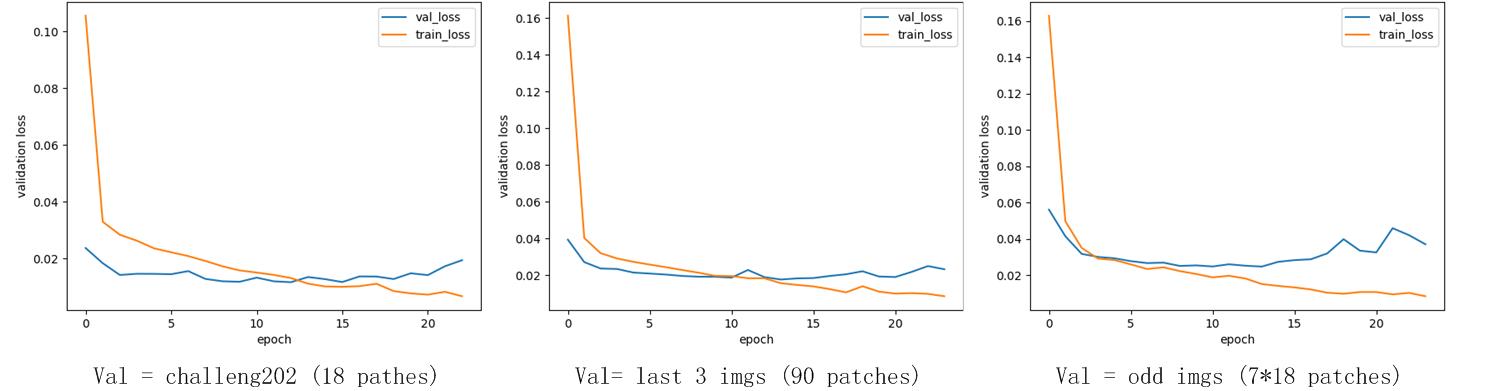 0.10
0.08
0.06
0.04
0.02
validation loss
val_loss
train_loss
0 5 10 15 20
epoch
Val = challeng202 (18 pathes)
0.16
0.14
0.12
0.10
0.08
0.06
0.04
0.02
validation loss
val_loss
train_loss
0 5 10 15 20
epoch
Val= last 3 imgs (90 patches)
0.16
0.14
0.12
0.10
0.08
0.06
0.04
0.02
validation loss
val_loss
train_loss
0 5 10 15 20
epoch
Val = odd imgs (7*18 patches)